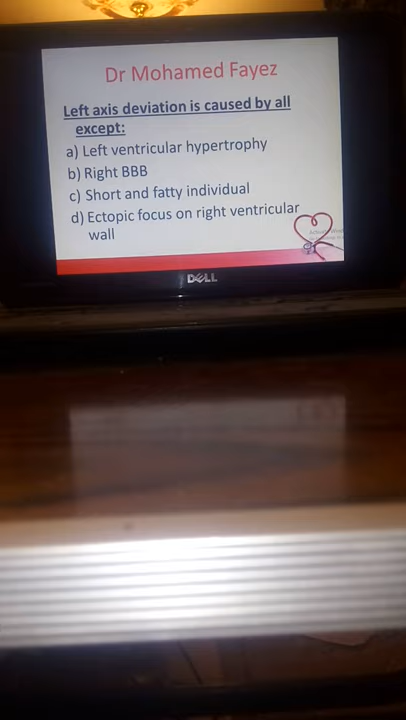 Dr Mohamed Fayez
Left axis deviation is caused by all
except:
a) Left ventricular hypertrophy
b) Right BBB
c) Short and fatty individual
d) Ectopic focus on right ventricular
wall
DELL